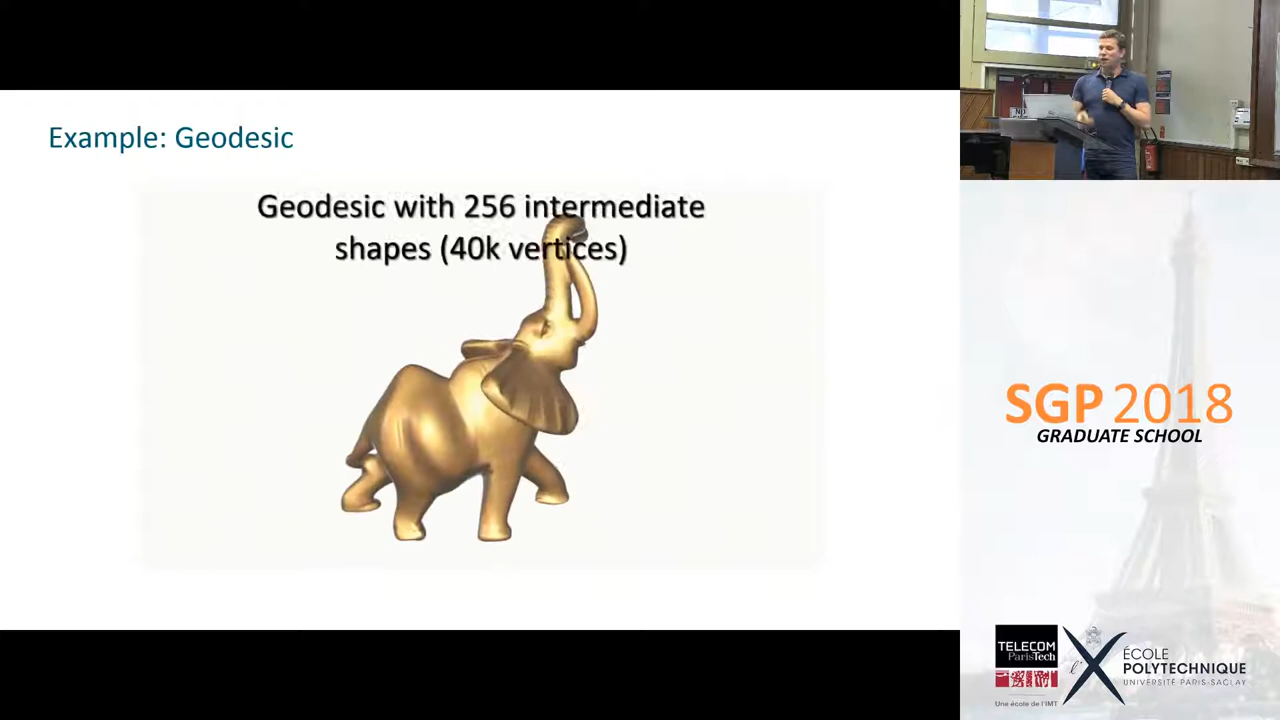 Example: Geodesic
Geodesic with 256 intermediate
shapes (40k vertices)
SGP 2018
GRADUATE SCHOOL
TELECOM
ParisTech
Une école de l'IMT
l'X
ÉCOLE
POLYTECHNIQUE
UNIVERSITÉ PARIS-SACLAY